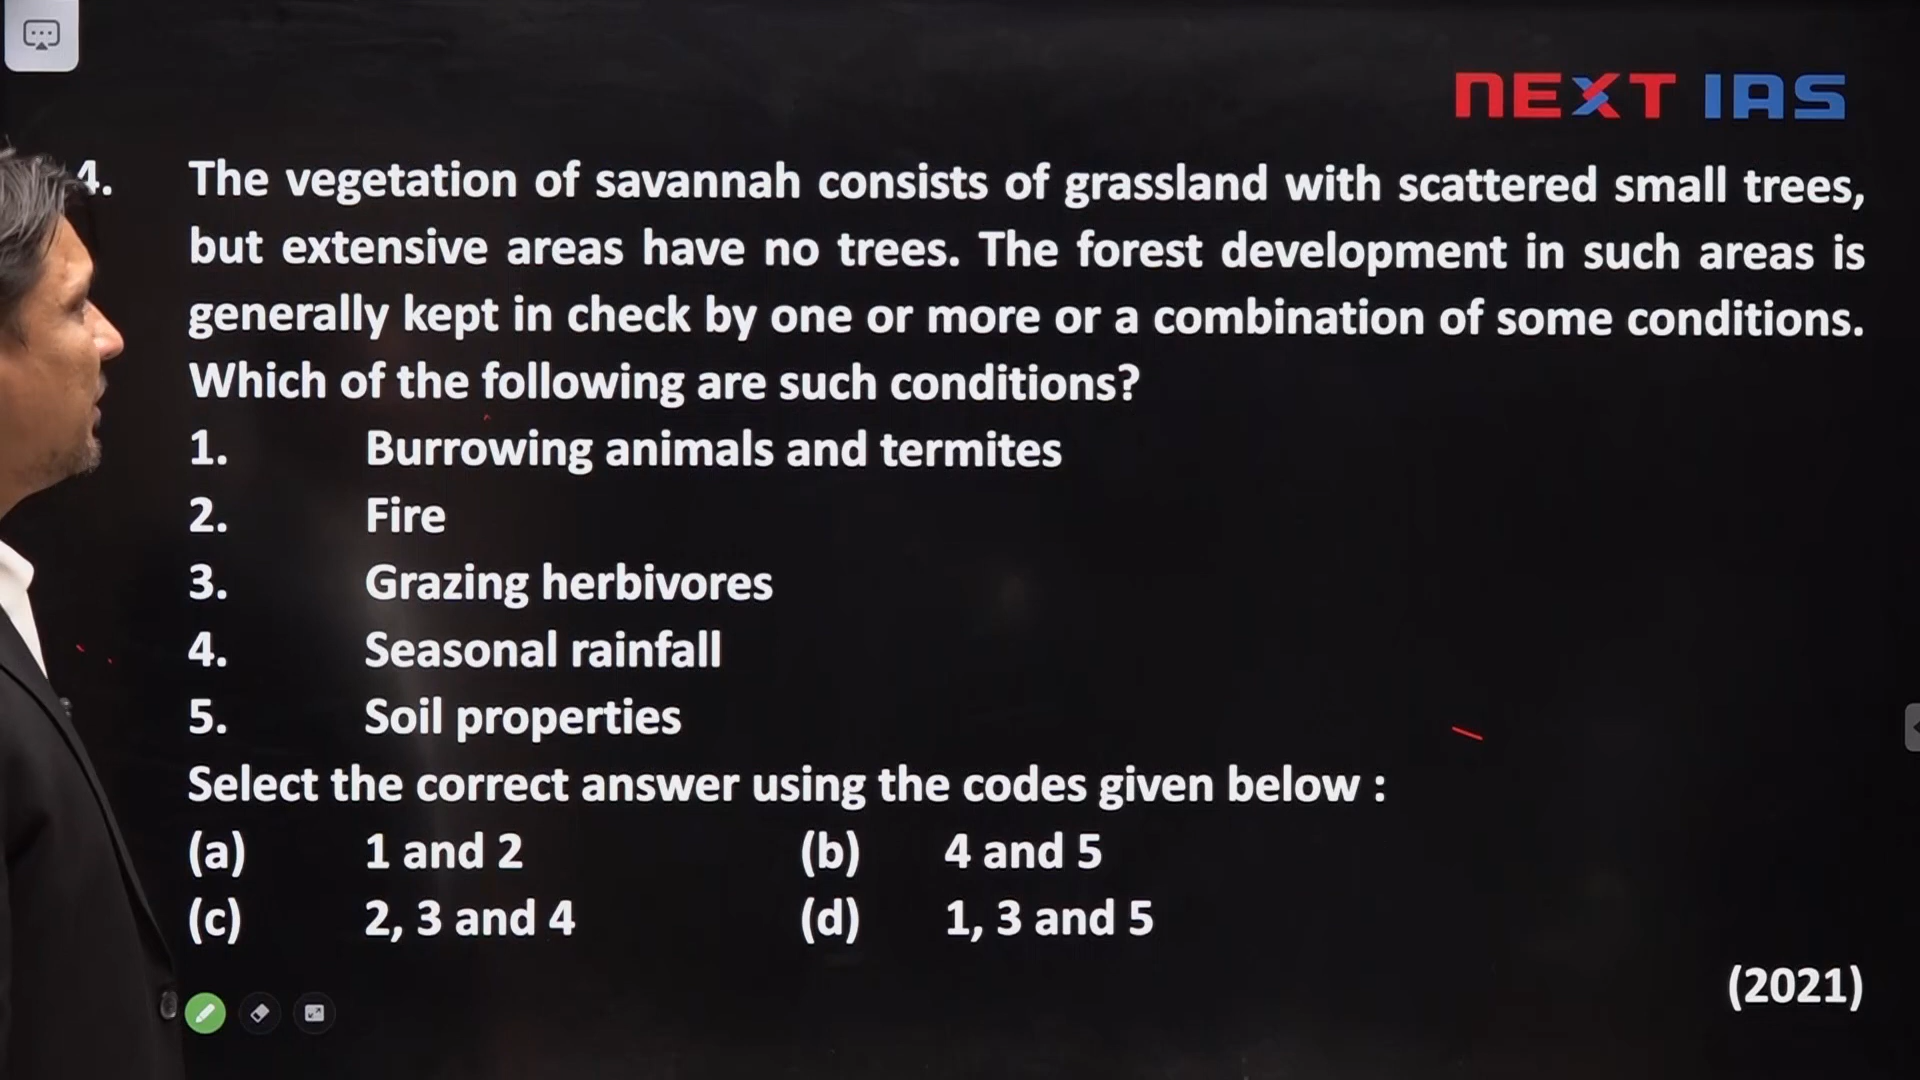 NEXT IAS
4. The vegetation of savannah consists of grassland with scattered small trees,
but extensive areas have no trees. The forest development in such areas is
generally kept in check by one or more or a combination of some conditions.
Which of the following are such conditions?
1. Burrowing animals and termites
2. Fire
3. Grazing herbivores
4. Seasonal rainfall
5. Soil properties
Select the correct answer using the codes given below :
(a) 1 and 2 (b) 4 and 5
(c) 2, 3 and 4 (d) 1, 3 and 5
(2021)